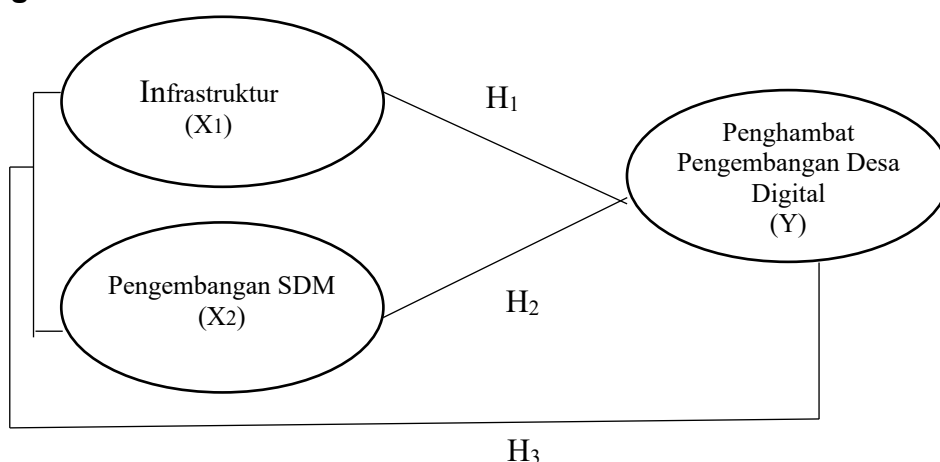 Infrastruktur
(X1)
H1
Penghambat
Pengembangan Desa
Digital
(Y)
Pengembangan SDM
(X2)
H2
H3